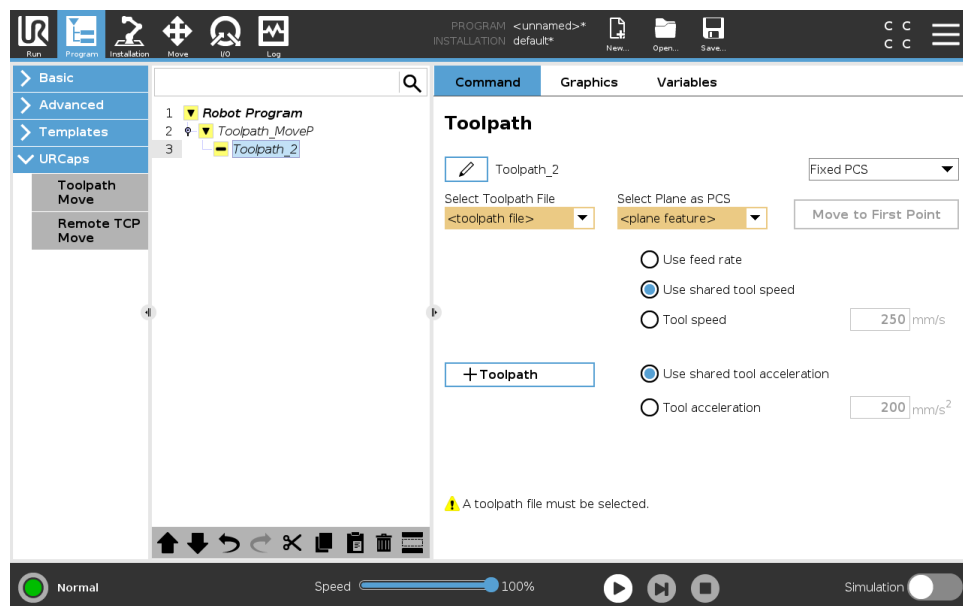 PROGRAM <unnamed>*
INSTALLATION default*
UR
Run
Program
Installation
Move
I/O
Log
New...
Open...
Save...
C C
C C
Basic
Advanced
Templates
URCaps
Toolpath
Move
Remote TCP
Move
1 Robot Program
2 Toolpath_MoveP
3 Toolpath_2
Command Graphics Variables
Toolpath
Toolpath_2
Fixed PCS
Select Toolpath File
Select Plane as PCS
<toolpath file>
<plane feature>
Move to First Point
Use feed rate
Use shared tool speed
Tool speed 250 mm/s
+Toolpath
Use shared tool acceleration
Tool acceleration 200 mm/s²
A toolpath file must be selected.
Normal
Speed 100%
Simulation